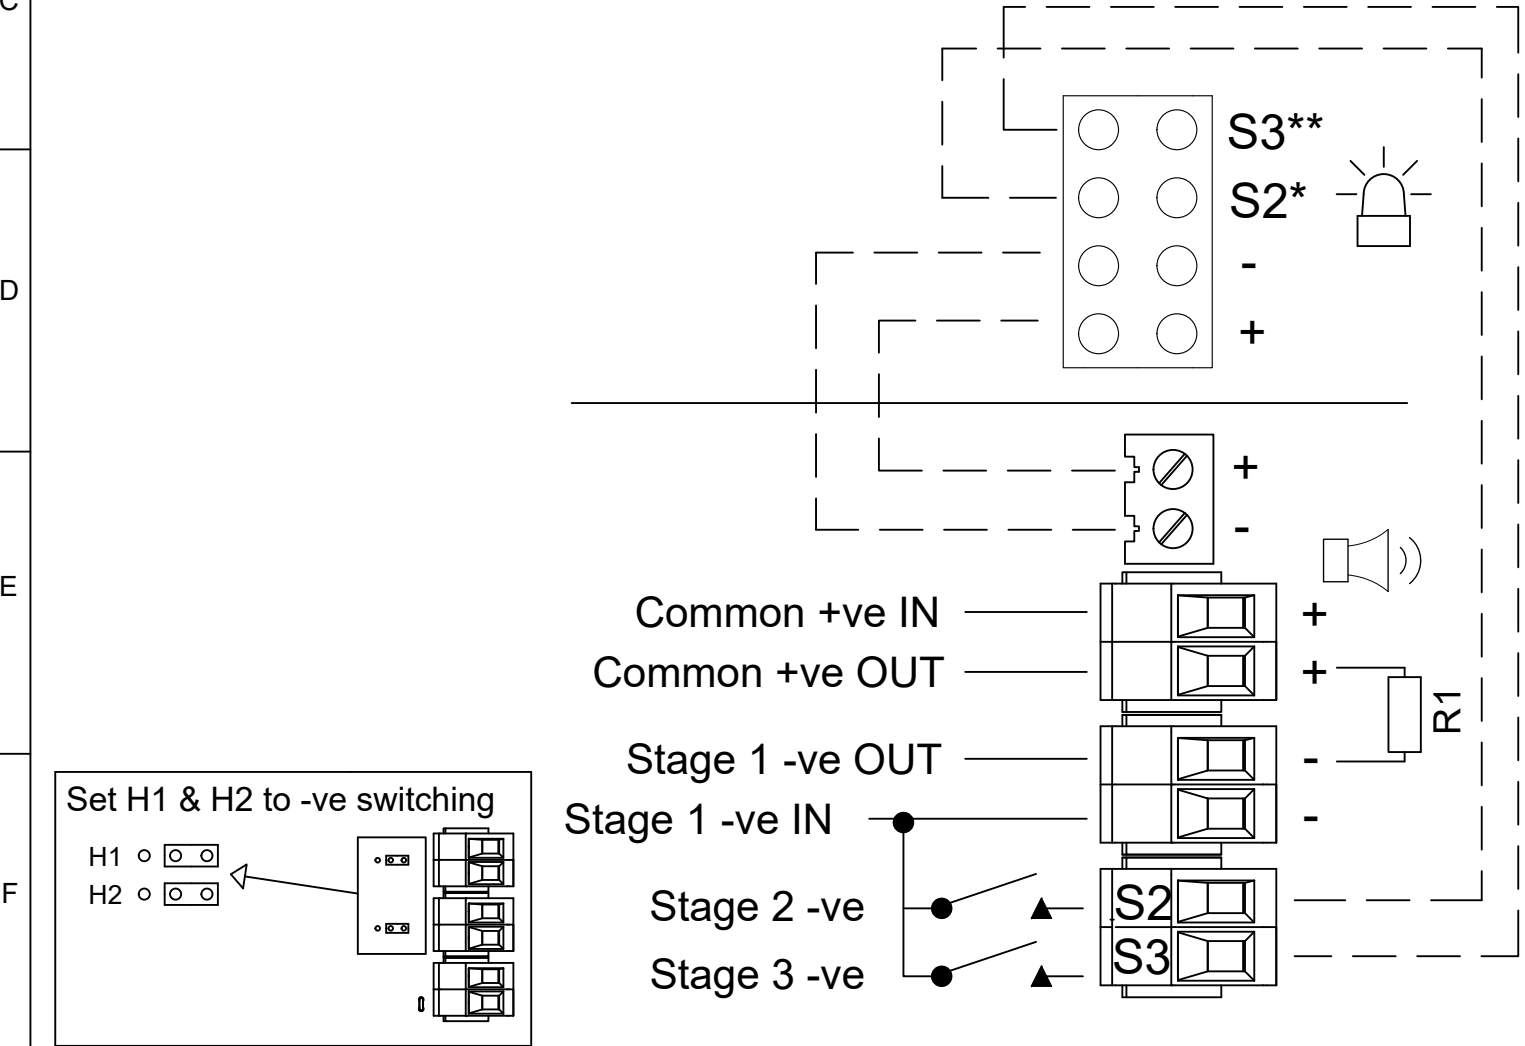 C
S3**
S2*
-
D
+
+
-
E
Common +ve IN
+
Common +ve OUT
+
R1
Stage 1 -ve OUT
-
Set H1 & H2 to -ve switching
Stage 1 -ve IN
-
H1
H2
F
Stage 2 -ve
S2
Stage 3 -ve
S3